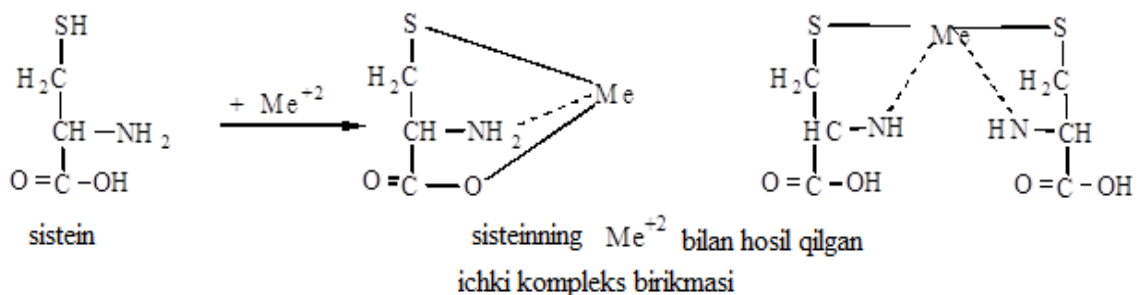 SH
H2C
CH–NH2
O=C–OH
sistein
+ Me+2
S
H2C
CH–NH2
O=C–O
Me
S Me S
H2C
HC–NH
O=C–OH
H2C
HN–CH
O=C–OH
sisteinning Me+2 bilan hosil qilgan
ichki kompleks birikmasi